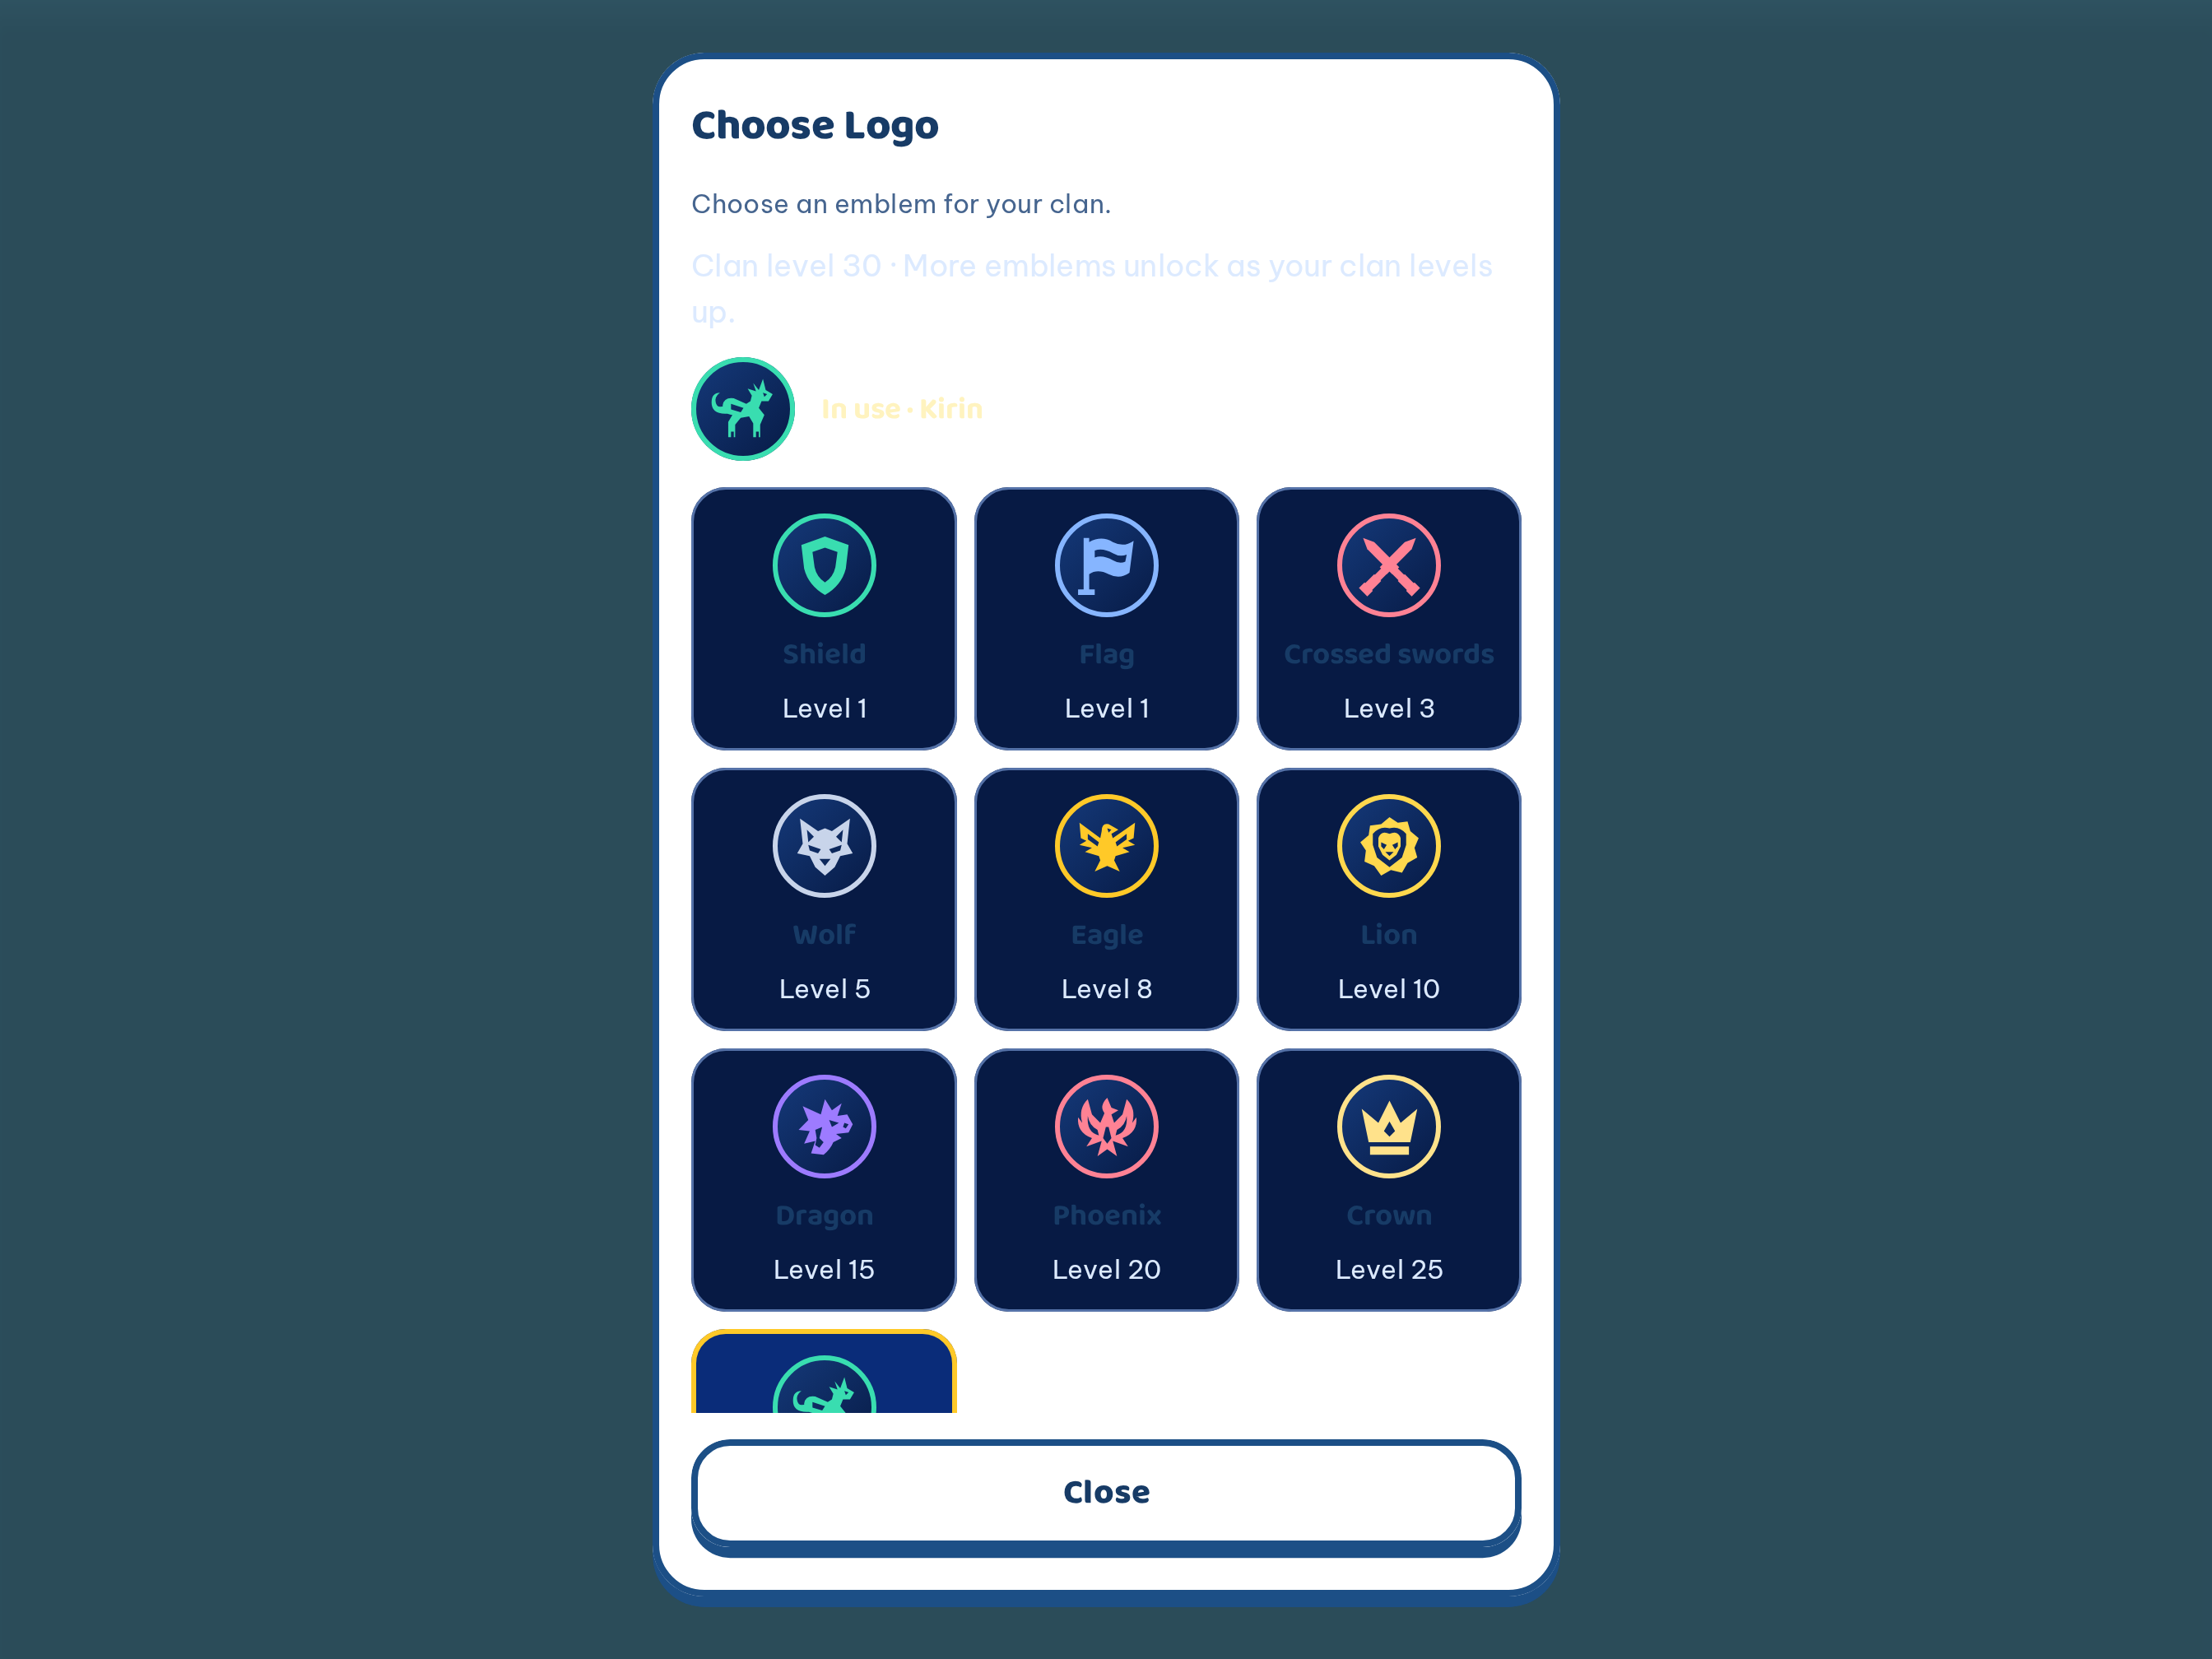 Choose Logo
Choose an emblem for your clan.
Clan level 30 · More emblems unlock as your clan levels
up.
In use · Kirin
Shield
Level 1
Flag
Level 1
Crossed swords
Level 3
Wolf
Level 5
Eagle
Level 8
Lion
Level 10
Dragon
Level 15
Phoenix
Level 20
Crown
Level 25
Close